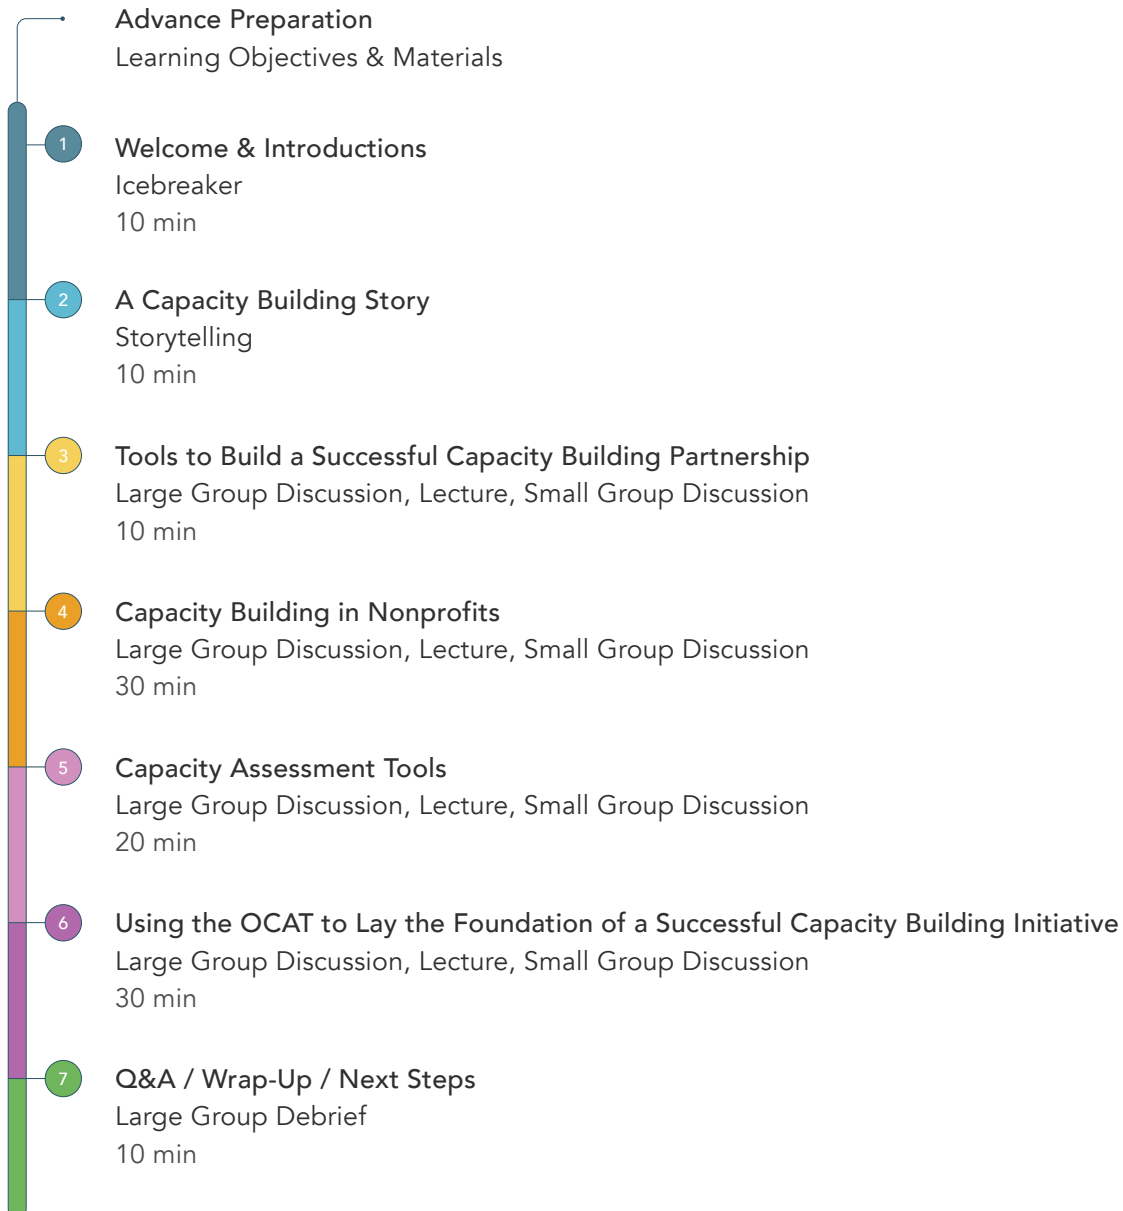 Advance Preparation
Learning Objectives & Materials
1
Welcome & Introductions
Icebreaker
10 min
2
A Capacity Building Story
Storytelling
10 min
3
Tools to Build a Successful Capacity Building Partnership
Large Group Discussion, Lecture, Small Group Discussion
10 min
4
Capacity Building in Nonprofits
Large Group Discussion, Lecture, Small Group Discussion
30 min
5
Capacity Assessment Tools
Large Group Discussion, Lecture, Small Group Discussion
20 min
6
Using the OCAT to Lay the Foundation of a Successful Capacity Building Initiative
Large Group Discussion, Lecture, Small Group Discussion
30 min
7
Q&A / Wrap-Up / Next Steps
Large Group Debrief
10 min